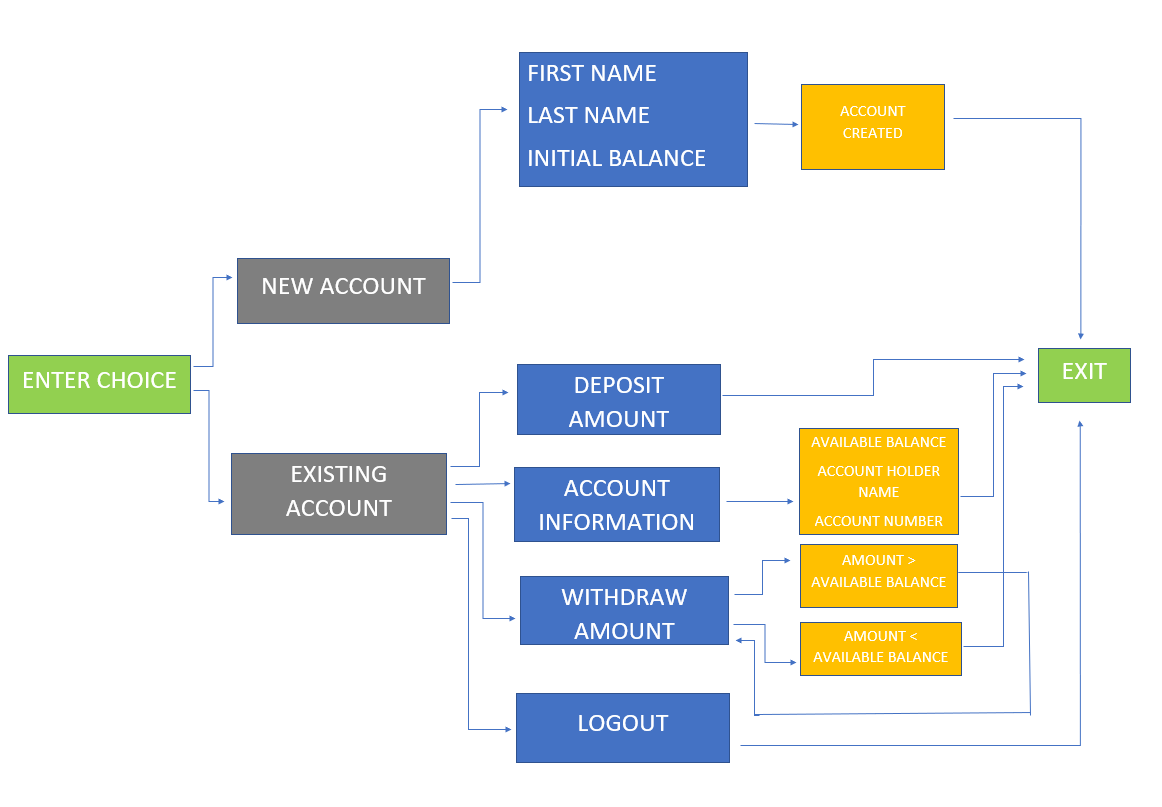 FIRST NAME
LAST NAME
INITIAL BALANCE
ACCOUNT
CREATED
NEW ACCOUNT
ENTER CHOICE
EXISTING
ACCOUNT
DEPOSIT
AMOUNT
EXIT
ACCOUNT
INFORMATION
AVAILABLE BALANCE
ACCOUNT HOLDER
NAME
ACCOUNT NUMBER
WITHDRAW
AMOUNT
AMOUNT >
AVAILABLE BALANCE
AMOUNT <
AVAILABLE BALANCE
LOGOUT